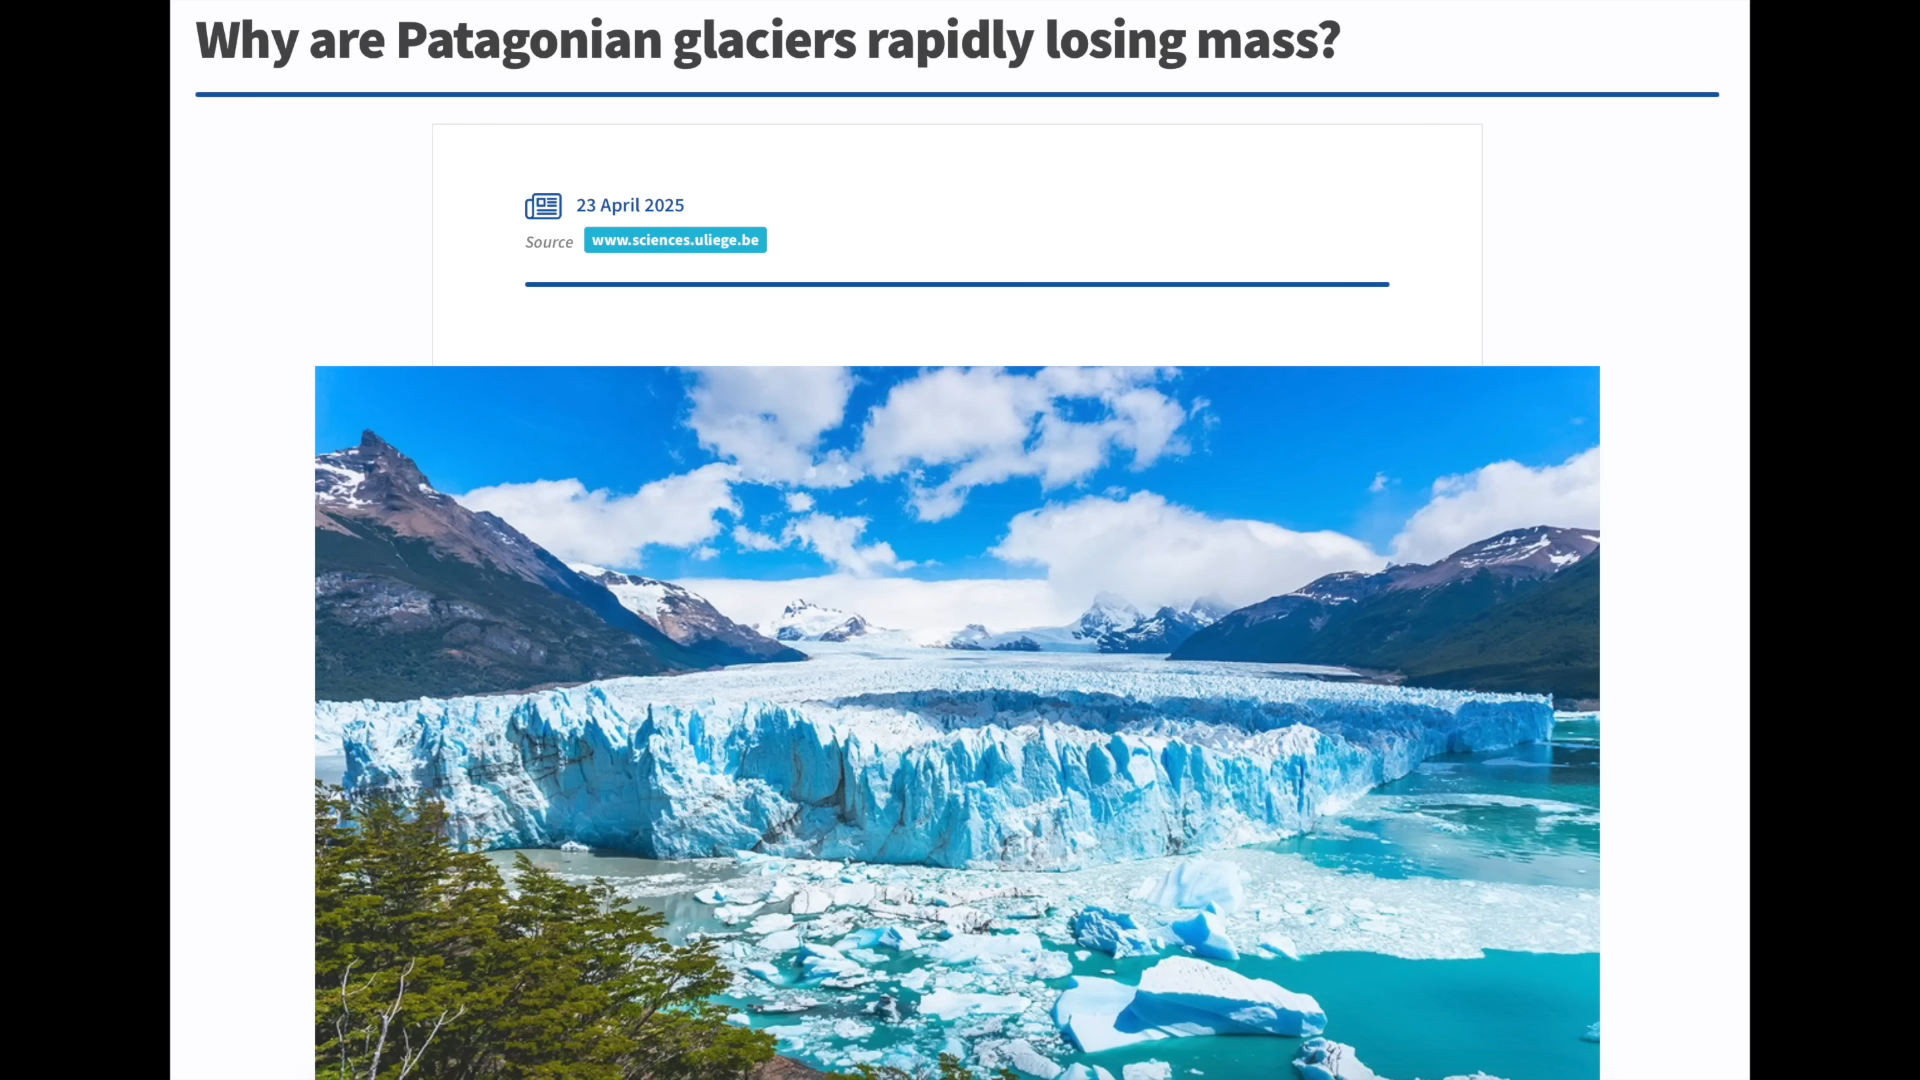 Why are Patagonian glaciers rapidly losing mass?
23 April 2025
Source www.sciences.uliege.be